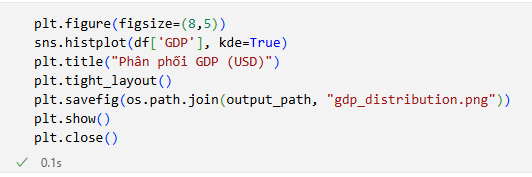 plt.figure(figsize=(8,5))
sns.histplot(df['GDP'], kde=True)
plt.title("Phân phối GDP (USD)")
plt.tight_layout()
plt.savefig(os.path.join(output_path, "gdp_distribution.png"))
plt.show()
plt.close()
0.1s